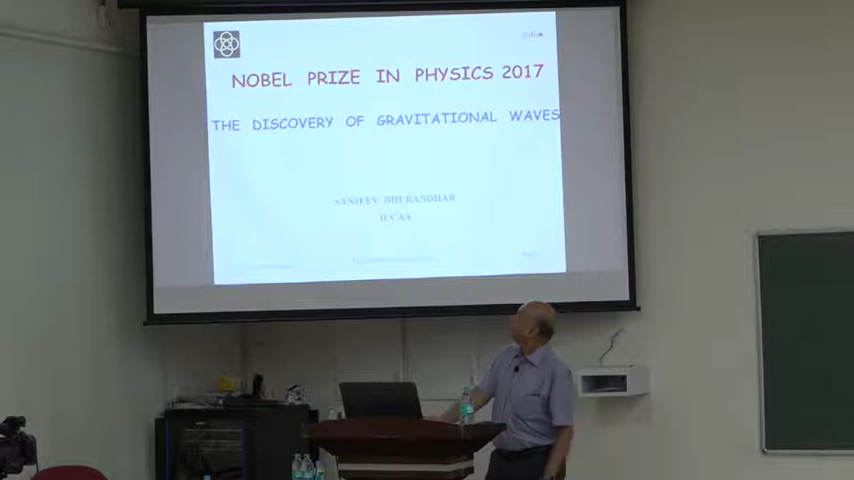 NOBEL PRIZE IN PHYSICS 2017
THE DISCOVERY OF GRAVITATIONAL WAVES
SANJEEV DHURANDHAR
IUCAA